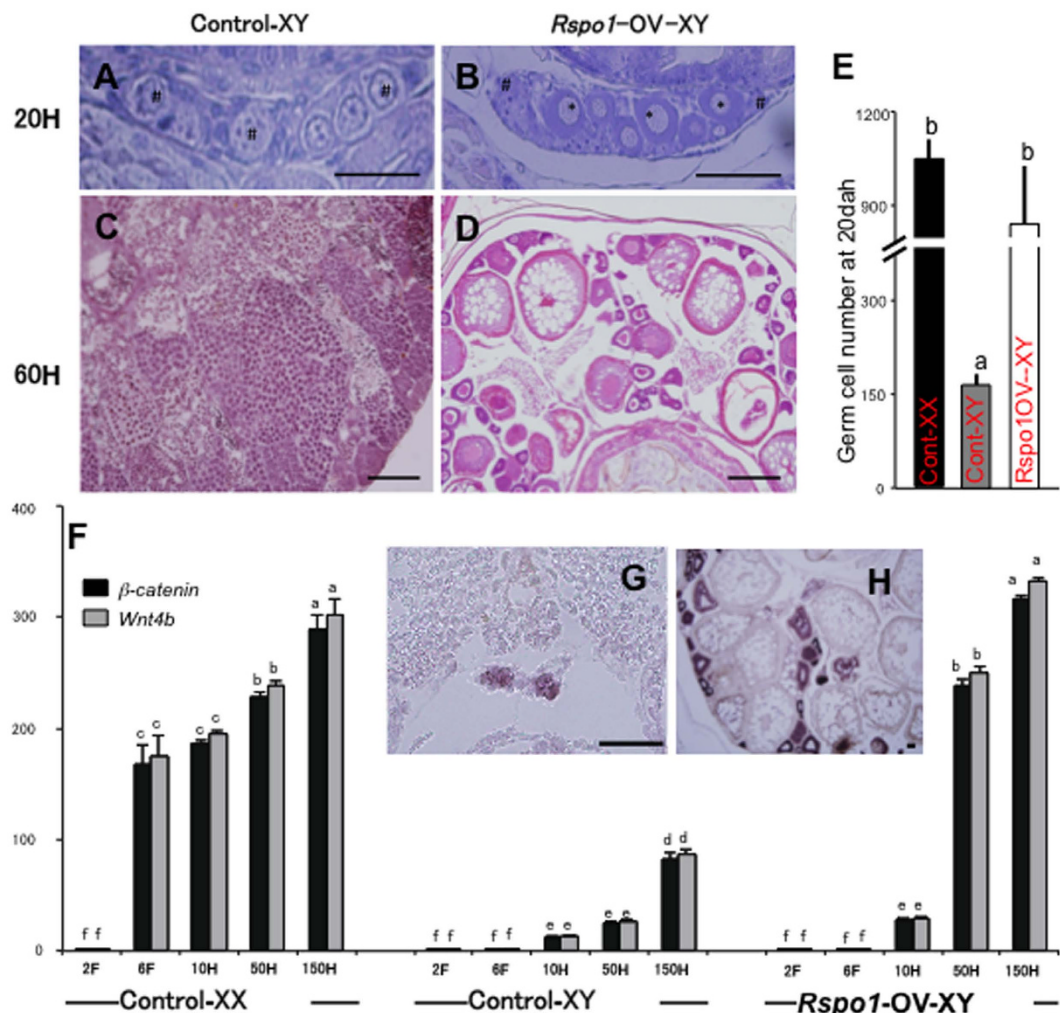 Control-XY
Rspo1-OV-XY
20H
A
#
#
#
B
#
*
*
*
#
60H
C
D
E
Germ cell number at 20dah
1200
900
300
150
0
b
a
b
Cont-XX
Cont-XY
Rspo1OV--XY
F
400
300
200
100
0
β-catenin
Wnt4b
G
H
f f
c c
c c
b b
a a
f f
f f
e e
e e
d d
f f
f f
e e
b b
a a
2F 6F 10H 50H 150H
2F 6F 10H 50H 150H
2F 6F 10H 50H 150H
Control-XX
Control-XY
Rspo1-OV-XY